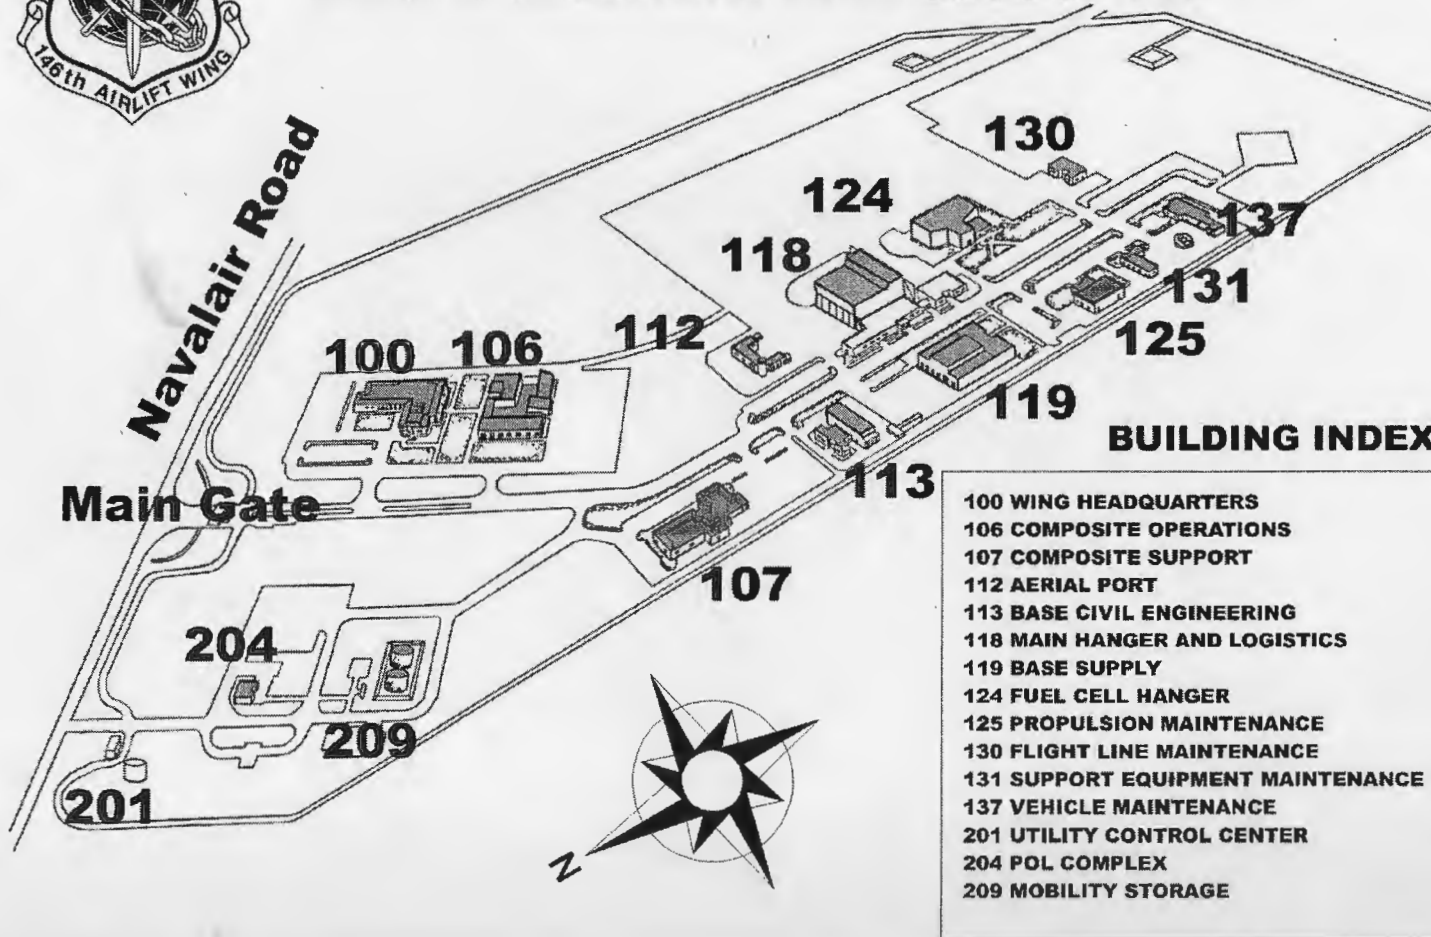 146th AIRLIFT WING
Navalair Road
130
124
137
118
131
112
125
100
106
119
BUILDING INDEX
113
Main Gate
107
204
209
201
N
100 WING HEADQUARTERS
106 COMPOSITE OPERATIONS
107 COMPOSITE SUPPORT
112 AERIAL PORT
113 BASE CIVIL ENGINEERING
118 MAIN HANGER AND LOGISTICS
119 BASE SUPPLY
124 FUEL CELL HANGER
125 PROPULSION MAINTENANCE
130 FLIGHT LINE MAINTENANCE
131 SUPPORT EQUIPMENT MAINTENANCE
137 VEHICLE MAINTENANCE
201 UTILITY CONTROL CENTER
204 POL COMPLEX
209 MOBILITY STORAGE